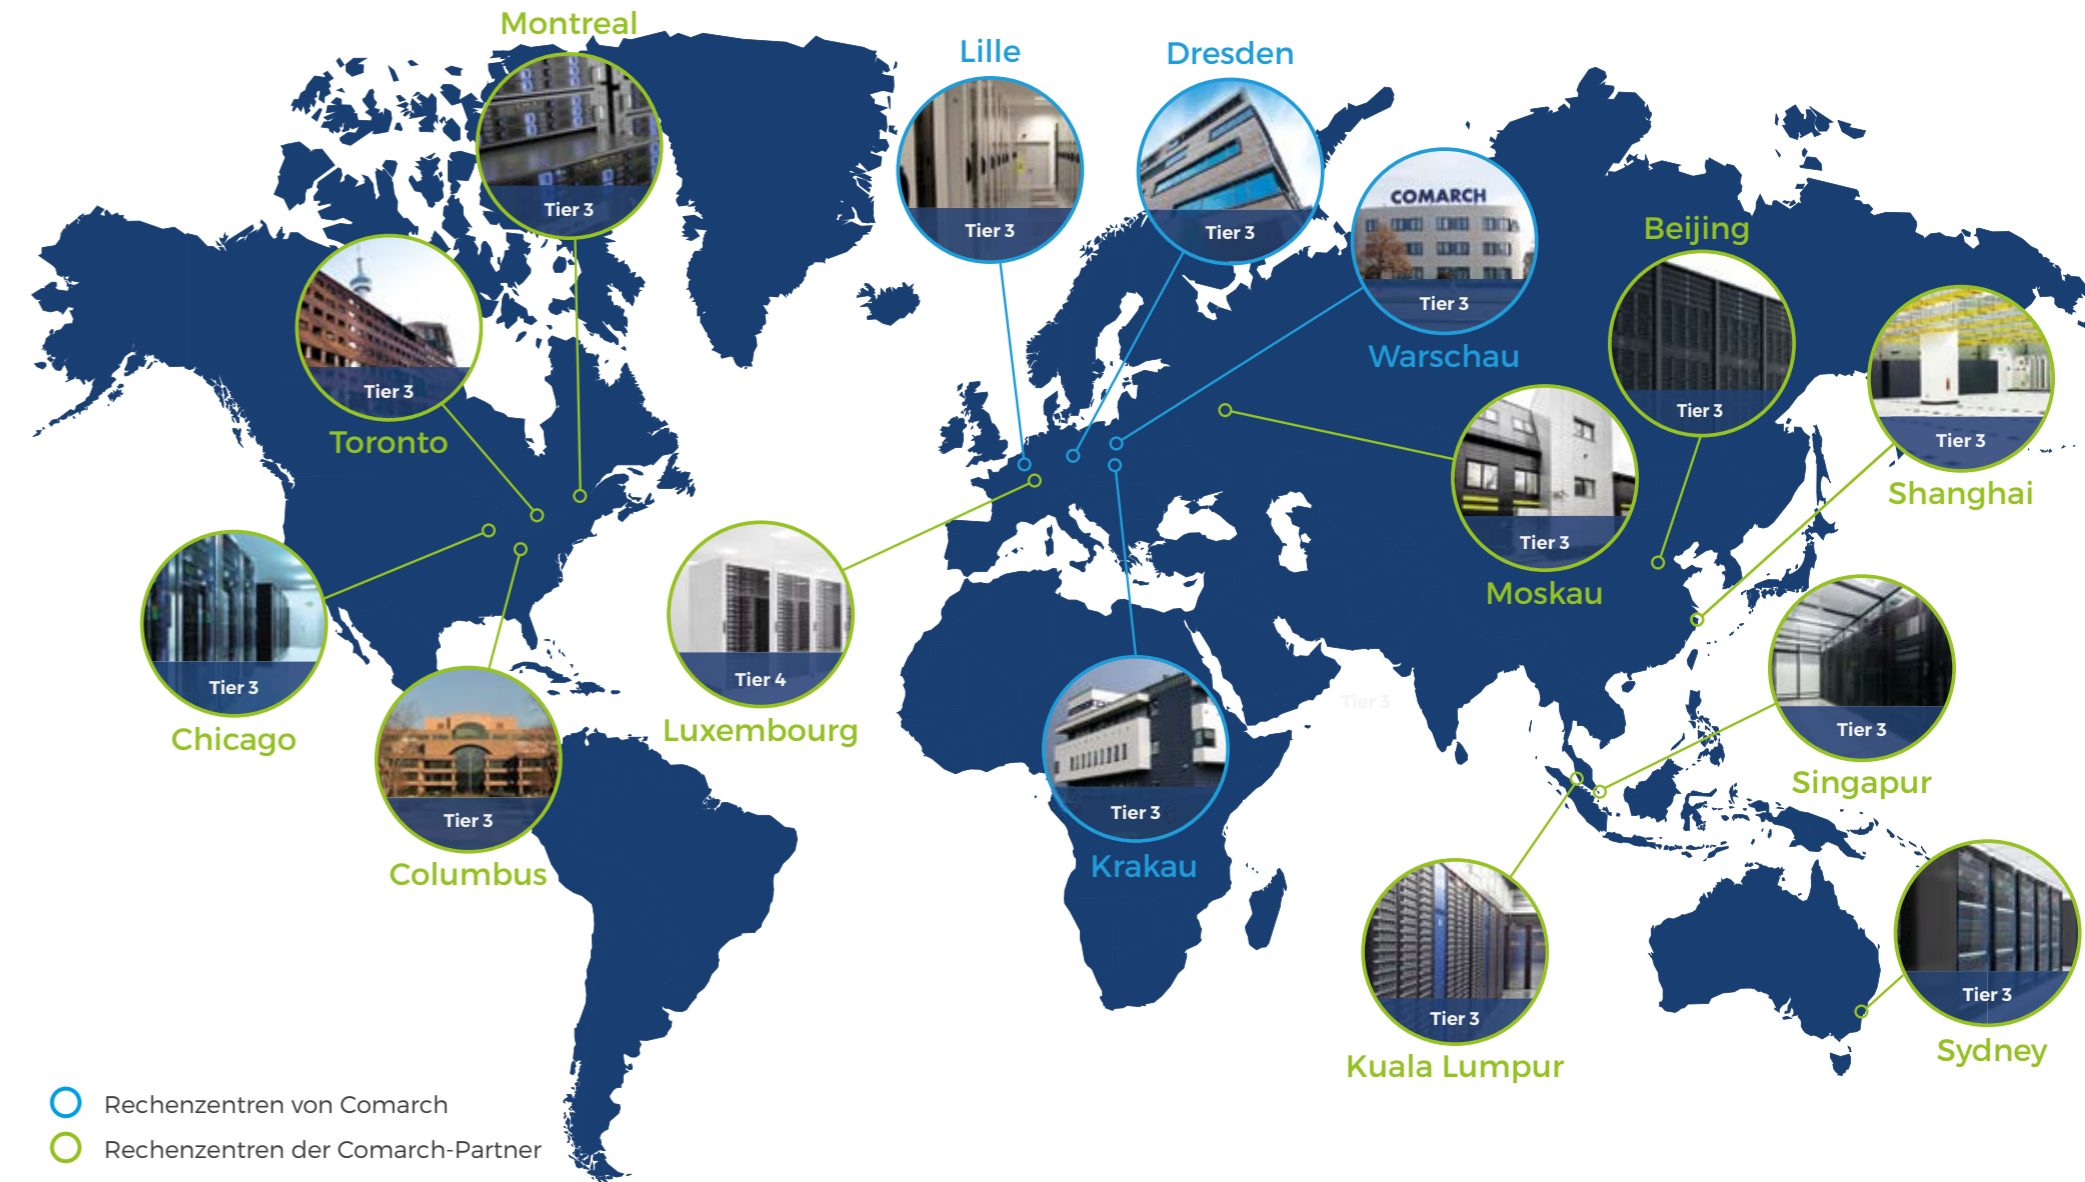 Montreal
Tier 3
Lille
Tier 3
Dresden
Tier 3
COMARCH
Tier 3
Warschau
Beijing
Tier 3
Tier 3
Shanghai
Tier 3
Toronto
Tier 3
Moskau
Tier 3
Chicago
Tier 4
Luxembourg
Tier 3
Tier 3
Singapur
Tier 3
Columbus
Tier 3
Krakau
Tier 3
Kuala Lumpur
Tier 3
Sydney
Rechenzentren von Comarch
Rechenzentren der Comarch-Partner